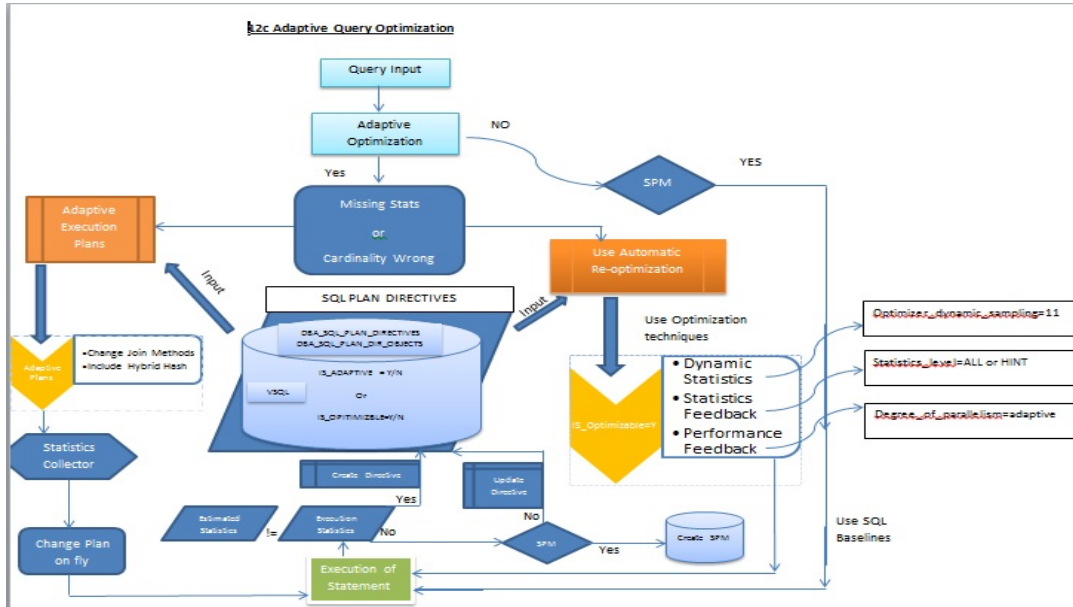 12c Adaptive Query Optimization
Query Input
Adaptive
Optimization
NO
YES
Yes
SPM
Missing Stats
or
Cardinality Wrong
Adaptive
Execution
Plans
Use Automatic
Re-optimization
Input
Input
SQL PLAN DIRECTIVES
DBA_SQL_PLAN_DIRECTIVES
DBA_SQL_PLAN_DIR_OBJECTS
IS_ADAPTIVE = Y/N
VSQL
Or
IS_OPITIMIZABLE=Y/N
Use Optimization
techniques
Optimizer_dynamic_sampling=11
Statistics_level=ALL or HINT
Degree_of_parallelism=adaptive
Adaptive
Plans
•Change Join Methods
•Include Hybrid Hash
IS_Optimizable=Y
• Dynamic
Statistics
• Statistics
Feedback
• Performance
Feedback
Statistics
Collector
Create Directive
Update
Directive
Yes
No
Estimated
Statistics
!=
Execution
Statistics
No
SPM
Yes
Create SPM
Use SQL
Baselines
Change Plan
on fly
Execution of
Statement